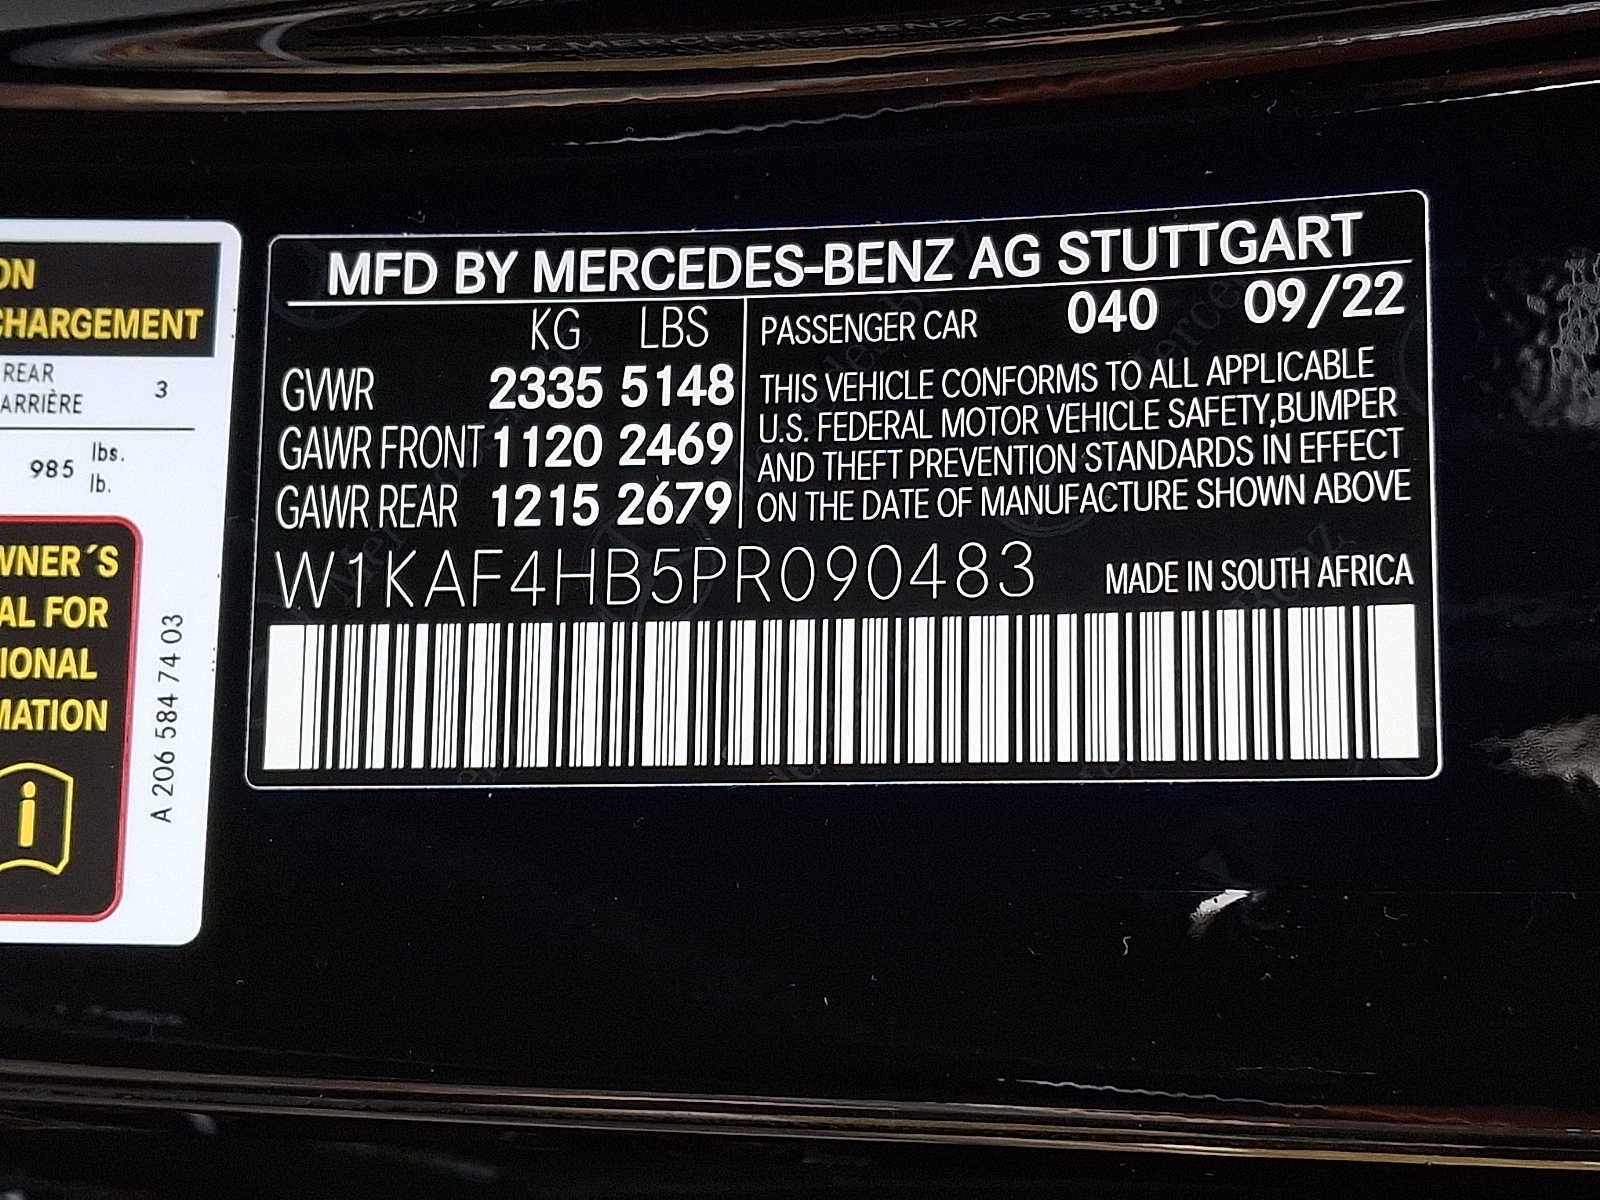 ON
CHARGEMENT
REAR
ARRIÈRE 3
985 lbs.
lb.
WNER´S
AL FOR
IONAL
MATION
i
A 206 584 74 03
MFD BY MERCEDES-BENZ AG STUTTGART
KG LBS
GVWR 2335 5148
GAWR FRONT 1120 2469
GAWR REAR 1215 2679
PASSENGER CAR 040 09/22
THIS VEHICLE CONFORMS TO ALL APPLICABLE
U.S. FEDERAL MOTOR VEHICLE SAFETY,BUMPER
AND THEFT PREVENTION STANDARDS IN EFFECT
ON THE DATE OF MANUFACTURE SHOWN ABOVE
W1KAF4HB5PR090483
MADE IN SOUTH AFRICA